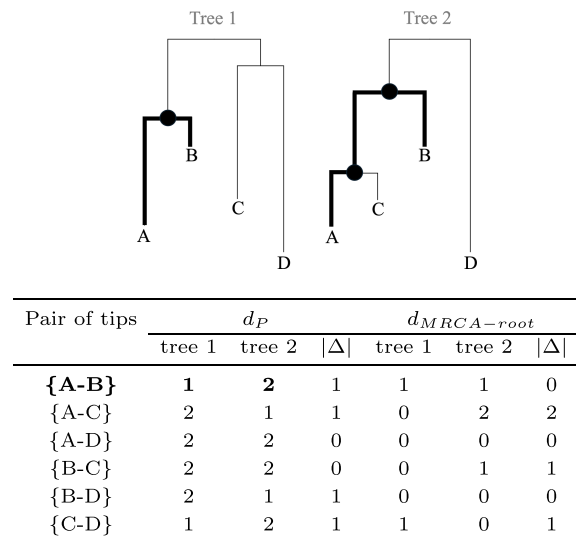 Tree 1 Tree 2
B B
C C
A A
D D
Pair of tips d_P d_{MRCA−root}
tree 1 tree 2 |Δ| tree 1 tree 2 |Δ|
{A-B} 1 2 1 1 1 0
{A-C} 2 1 1 0 2 2
{A-D} 2 2 0 0 0 0
{B-C} 2 2 0 0 1 1
{B-D} 2 1 1 0 0 0
{C-D} 1 2 1 1 0 1